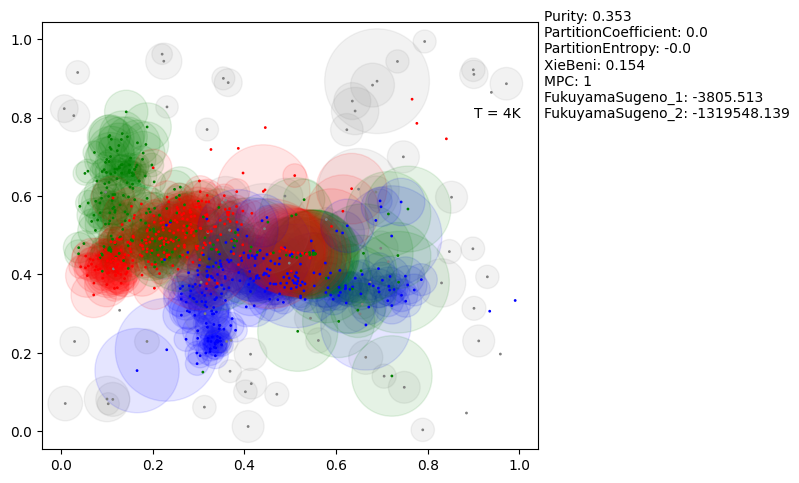 Purity: 0.353
PartitionCoefficient: 0.0
PartitionEntropy: -0.0
XieBeni: 0.154
MPC: 1
FukuyamaSugeno_1: -3805.513
FukuyamaSugeno_2: -1319548.139
T = 4K
1.0
0.8
0.6
0.4
0.2
0.0
0.0 0.2 0.4 0.6 0.8 1.0